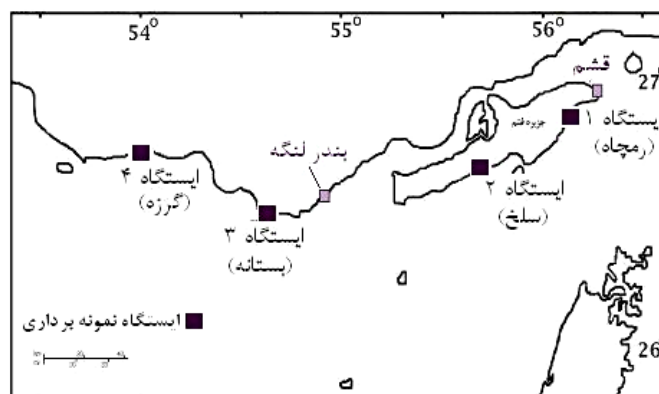 54°
55°
56°
27
قشم
ایستگاه ۱
(رمچاه)
جزیره قشم
ایستگاه ۲
(سلخ)
بندر لنگه
ایستگاه ۳
(بستانه)
ایستگاه ۴
(گرزه)
ایستگاه نمونه برداری
26